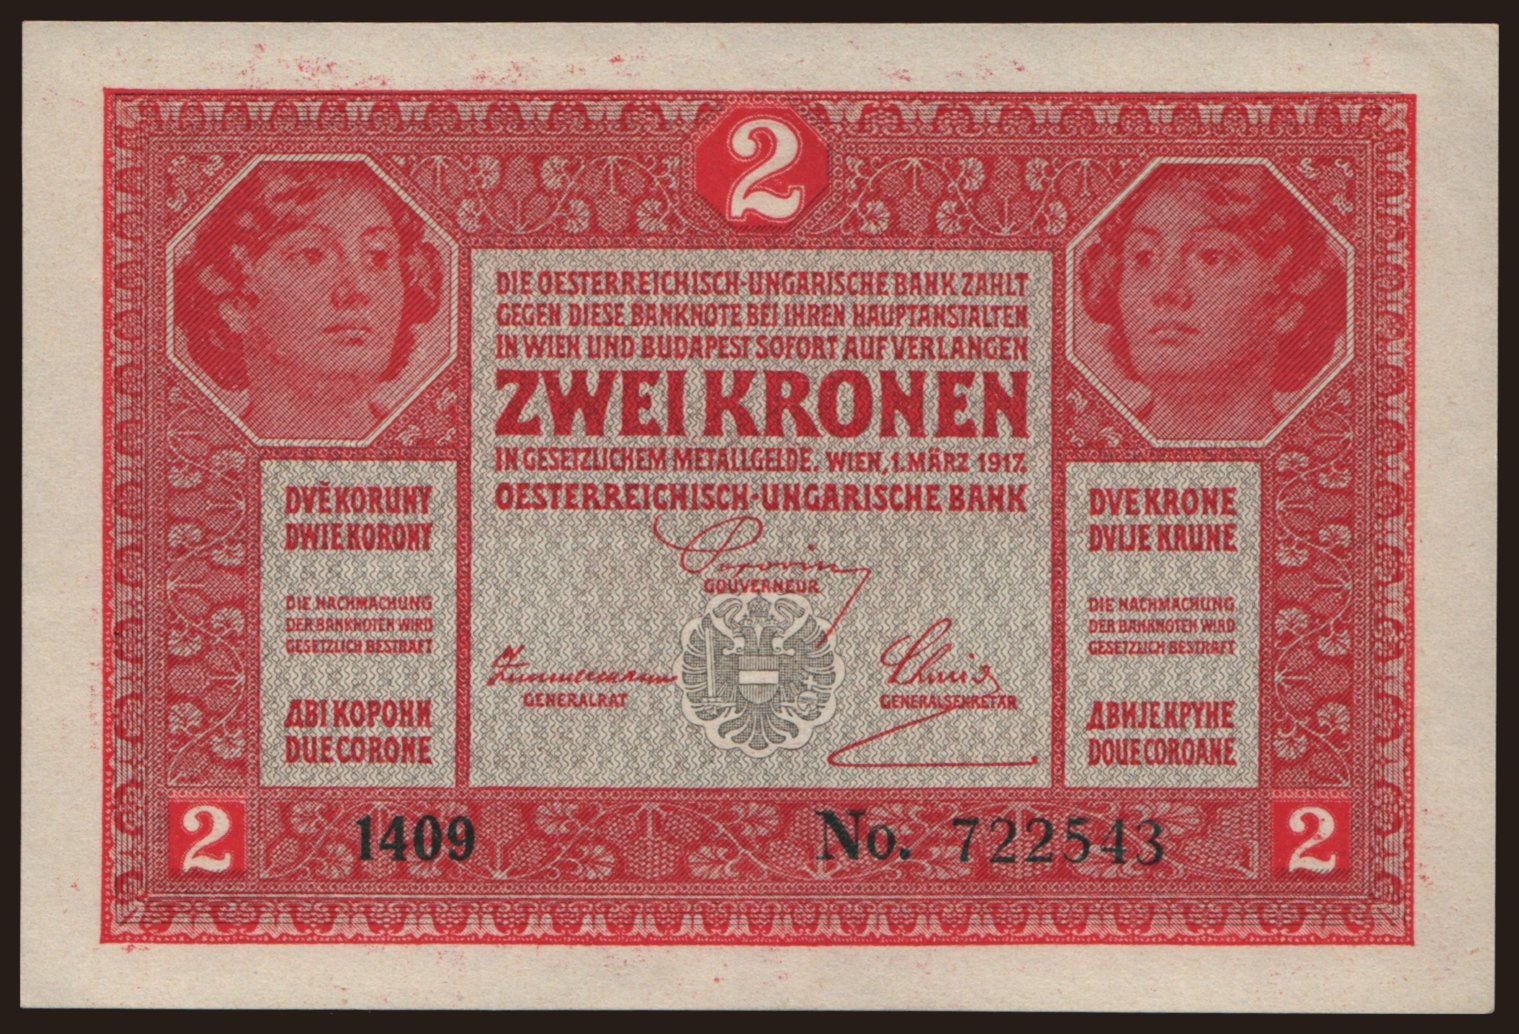 2
DIE OESTERREICHISCH-UNGARISCHE BANK ZAHLT
GEGEN DIESE BANKNOTE BEI IHREN HAUPTANSTALTEN
IN WIEN UND BUDAPEST SOFORT AUF VERLANGEN
ZWEI KRONEN
IN GESETZLICHEM METALLGELDE. WIEN, 1. MÄRZ 1917.
OESTERREICHISCH-UNGARISCHE BANK
Popovics
GOUVERNEUR
GENERALRAT
GENERALSEKRETÄR
DVĚ KORUNY
DWIE KORONY
DIE NACHMACHUNG
DER BANKNOTEN WIRD
GESETZLICH BESTRAFT
ДВІ КОРОНИ
DUE CORONE
DVE KRONE
DVIJE KRUNE
DIE NACHMACHUNG
DER BANKNOTEN WIRD
GESETZLICH BESTRAFT
ДВИЈЕ КРУНЕ
DOUE COROANE
2
1409
No. 722543
2